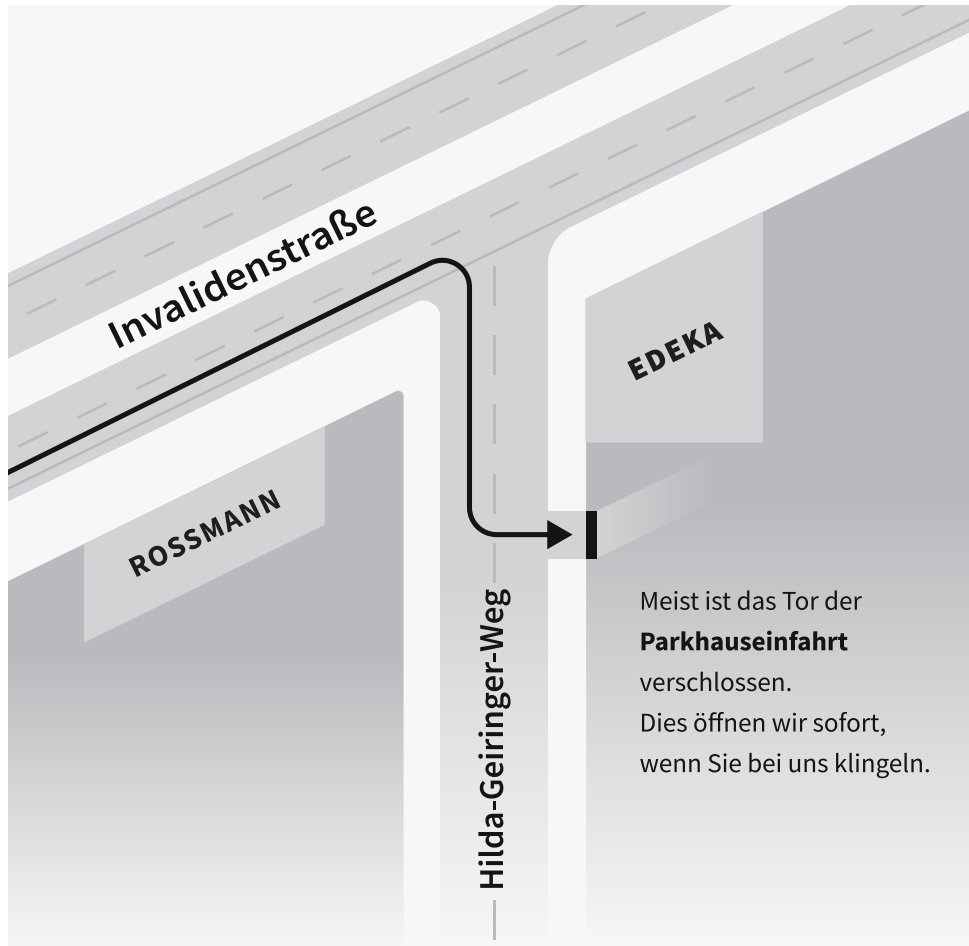 Invalidenstraße
EDEKA
ROSSMANN
Hilda-Geiringer-Weg
Meist ist das Tor der
Parkhauseinfahrt
verschlossen.
Dies öffnen wir sofort,
wenn Sie bei uns klingeln.